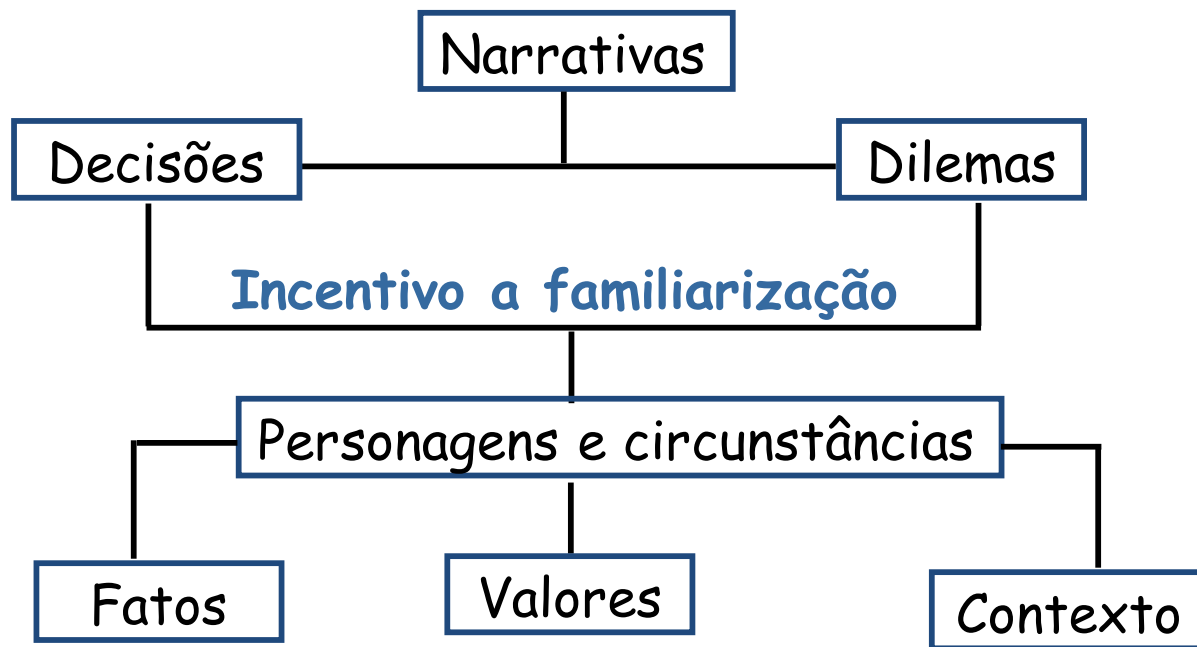 Narrativas
Decisões
Dilemas
Incentivo a familiarização
Personagens e circunstâncias
Fatos
Valores
Contexto